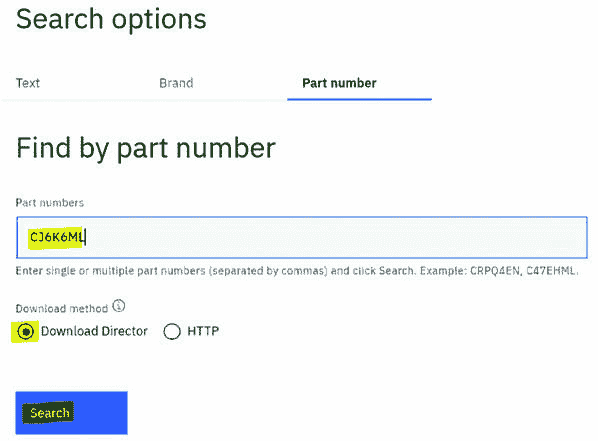 Search options
Text Brand Part number
Find by part number
Part numbers
CJ6K6ML
Enter single or multiple part numbers (separated by commas) and click Search. Example: CRPQ4EN, C47EHML.
Download method
Download Director HTTP
Search